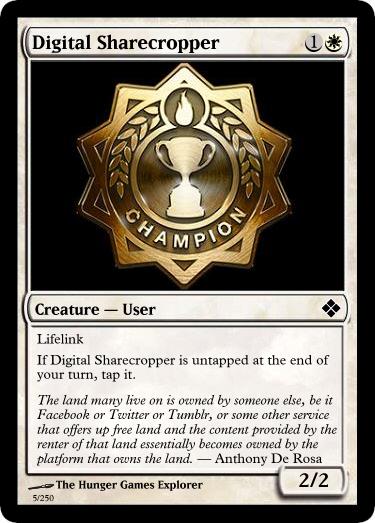 Digital Sharecropper 1
CHAMPION
Creature — User
Lifelink
If Digital Sharecropper is untapped at the end of
your turn, tap it.
The land many live on is owned by someone else, be it
Facebook or Twitter or Tumblr, or some other service
that offers up free land and the content provided by the
renter of that land essentially becomes owned by the
platform that owns the land. — Anthony De Rosa
2/2
The Hunger Games Explorer
5/250